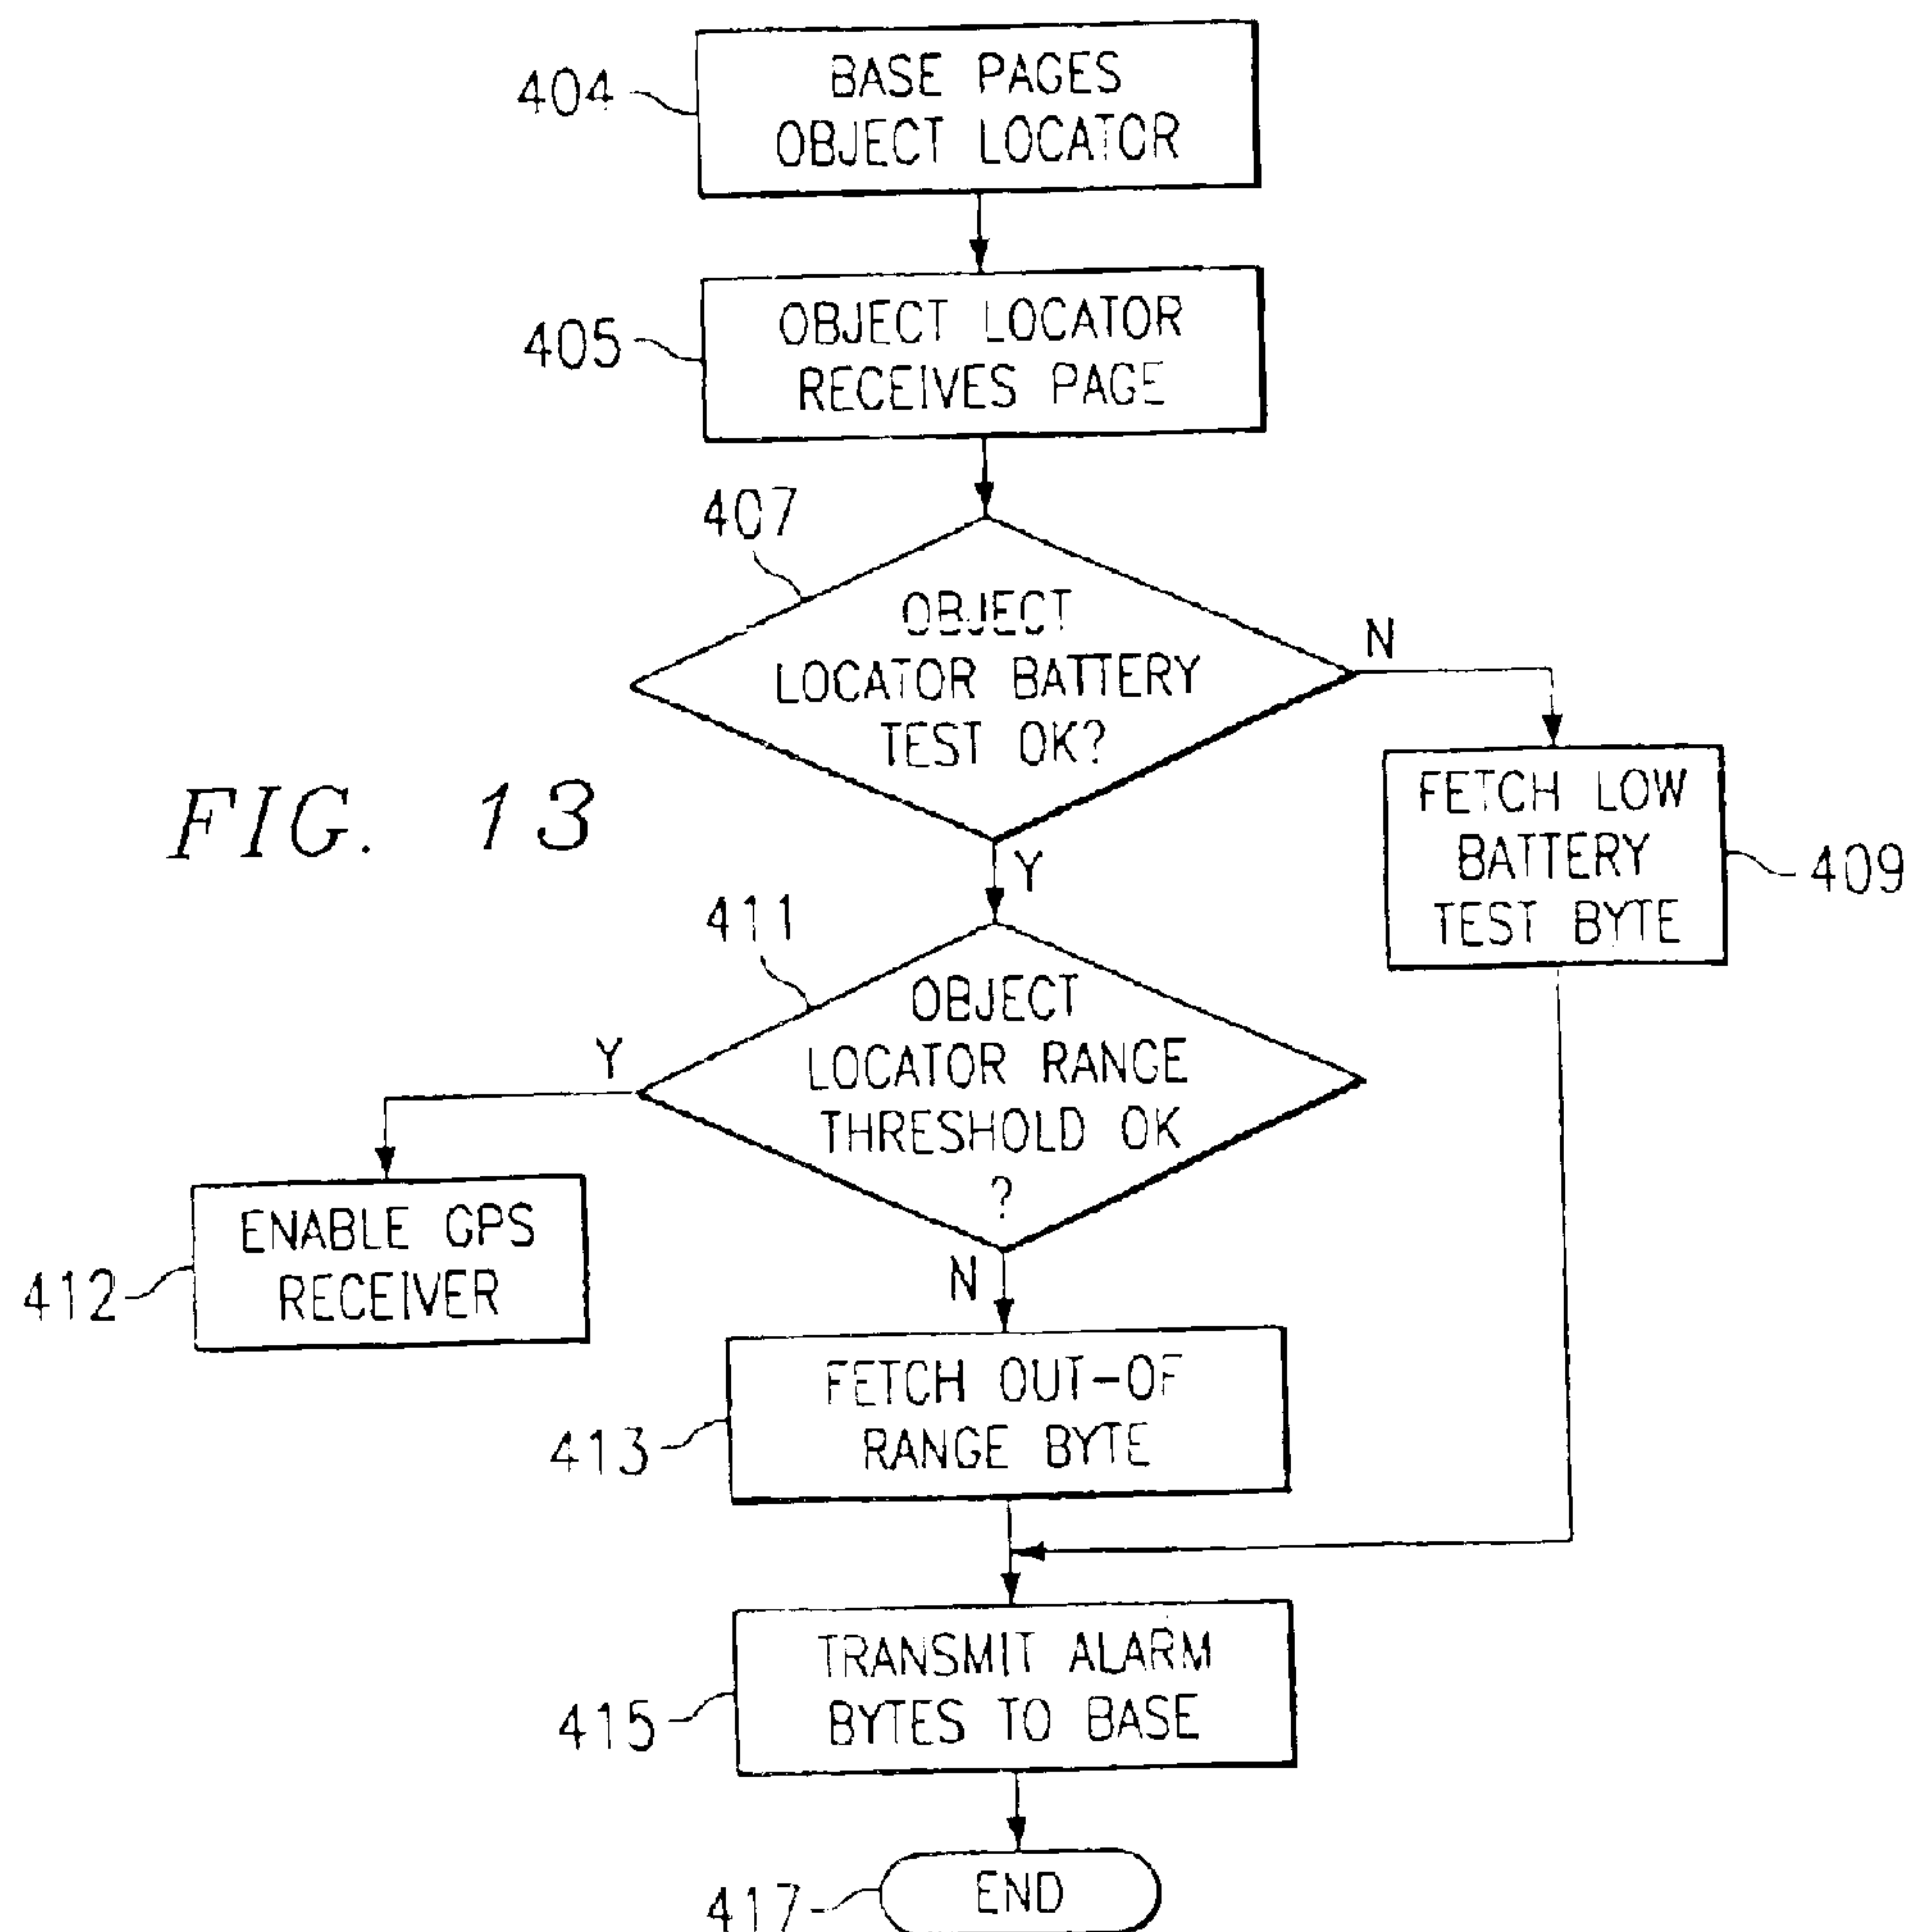 404
BASE PAGES
OBJECT LOCATOR
405
OBJECT LOCATOR
RECEIVES PAGE
407
OBJECT
LOCATOR BATTERY
TEST OK?
N
Y
FETCH LOW
BATTERY
TEST BYTE
409
FIG. 13
411
OBJECT
LOCATOR RANGE
THRESHOLD OK
?
Y
N
ENABLE GPS
RECEIVER
412
FETCH OUT-OF
RANGE BYTE
413
TRANSMIT ALARM
BYTES TO BASE
415
END
417